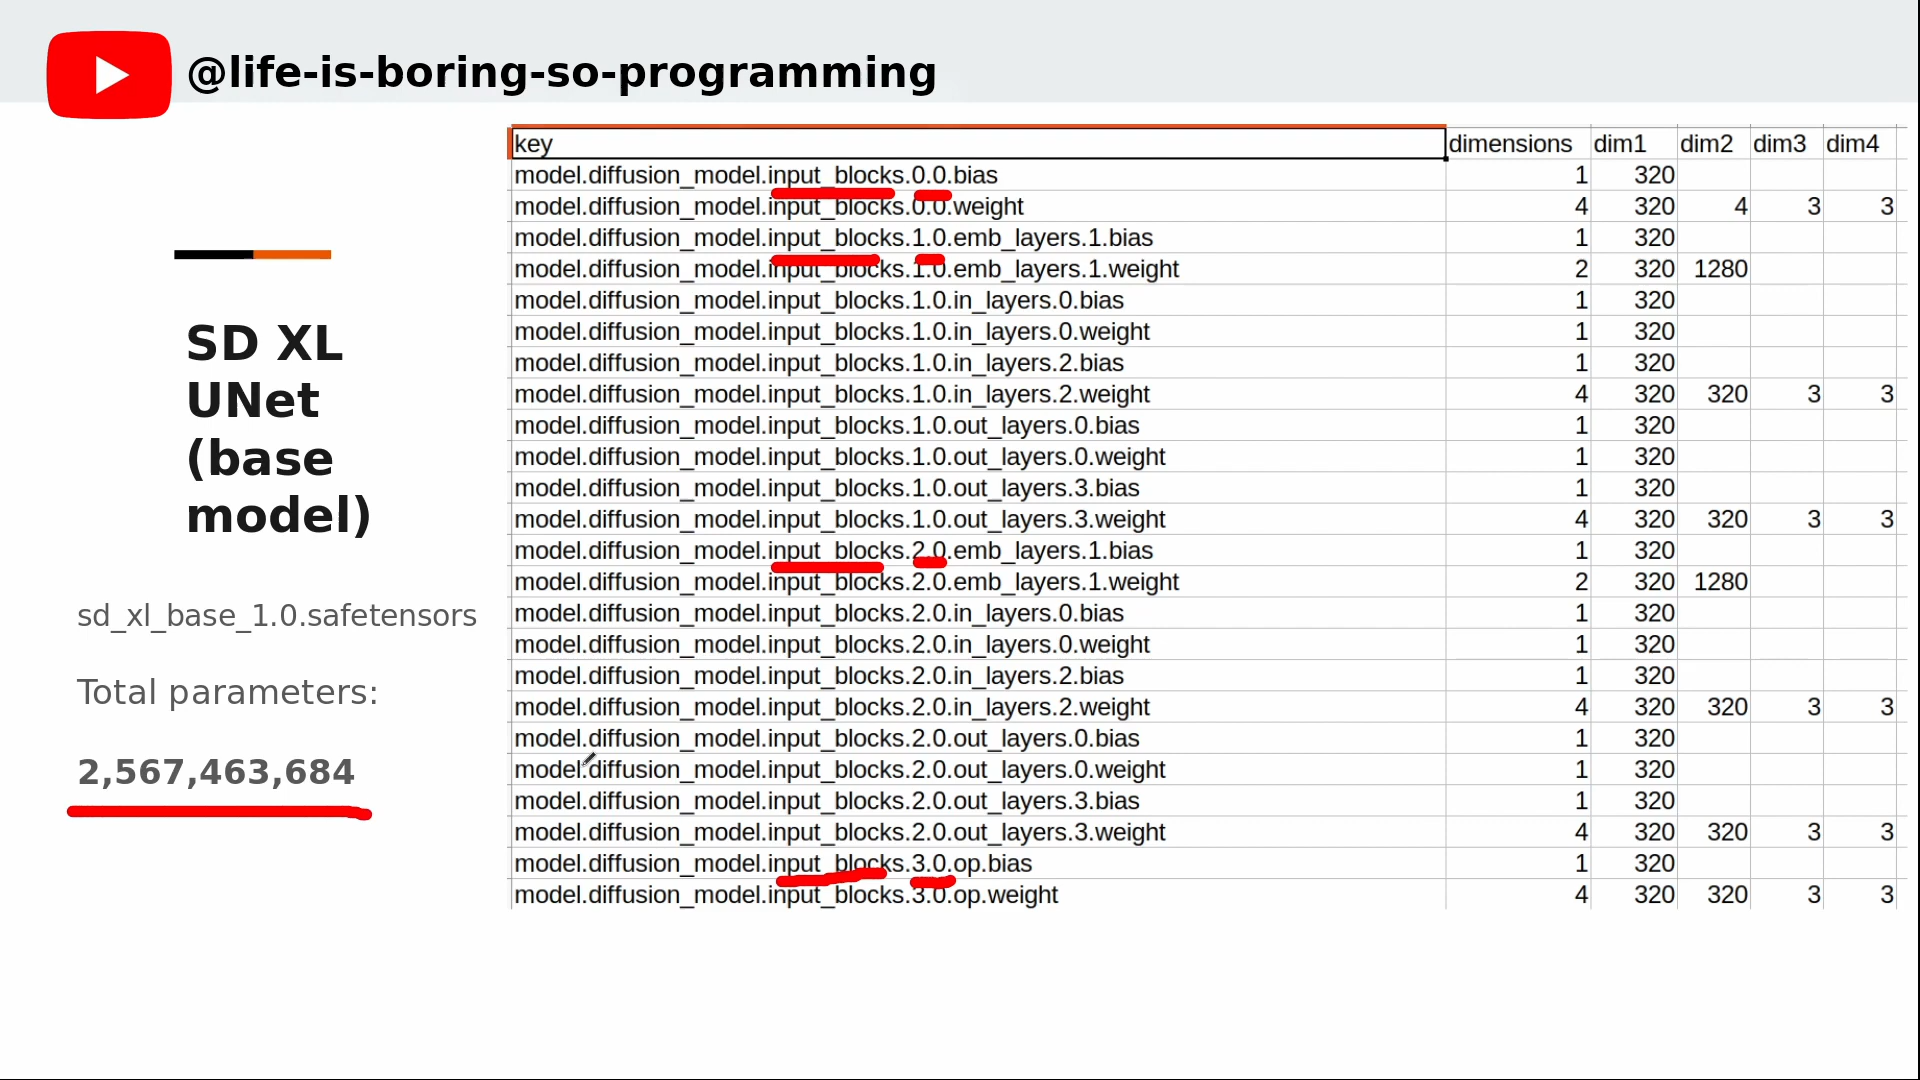 @life-is-boring-so-programming
SD XL
UNet
(base
model)
sd_xl_base_1.0.safetensors
Total parameters:
2,567,463,684
key dimensions dim1 dim2 dim3 dim4
model.diffusion_model.input_blocks.0.0.bias 1 320
model.diffusion_model.input_blocks.0.0.weight 4 320 4 3 3
model.diffusion_model.input_blocks.1.0.emb_layers.1.bias 1 320
model.diffusion_model.input_blocks.1.0.emb_layers.1.weight 2 320 1280
model.diffusion_model.input_blocks.1.0.in_layers.0.bias 1 320
model.diffusion_model.input_blocks.1.0.in_layers.0.weight 1 320
model.diffusion_model.input_blocks.1.0.in_layers.2.bias 1 320
model.diffusion_model.input_blocks.1.0.in_layers.2.weight 4 320 320 3 3
model.diffusion_model.input_blocks.1.0.out_layers.0.bias 1 320
model.diffusion_model.input_blocks.1.0.out_layers.0.weight 1 320
model.diffusion_model.input_blocks.1.0.out_layers.3.bias 1 320
model.diffusion_model.input_blocks.1.0.out_layers.3.weight 4 320 320 3 3
model.diffusion_model.input_blocks.2.0.emb_layers.1.bias 1 320
model.diffusion_model.input_blocks.2.0.emb_layers.1.weight 2 320 1280
model.diffusion_model.input_blocks.2.0.in_layers.0.bias 1 320
model.diffusion_model.input_blocks.2.0.in_layers.0.weight 1 320
model.diffusion_model.input_blocks.2.0.in_layers.2.bias 1 320
model.diffusion_model.input_blocks.2.0.in_layers.2.weight 4 320 320 3 3
model.diffusion_model.input_blocks.2.0.out_layers.0.bias 1 320
model.diffusion_model.input_blocks.2.0.out_layers.0.weight 1 320
model.diffusion_model.input_blocks.2.0.out_layers.3.bias 1 320
model.diffusion_model.input_blocks.2.0.out_layers.3.weight 4 320 320 3 3
model.diffusion_model.input_blocks.3.0.op.bias 1 320
model.diffusion_model.input_blocks.3.0.op.weight 4 320 320 3 3